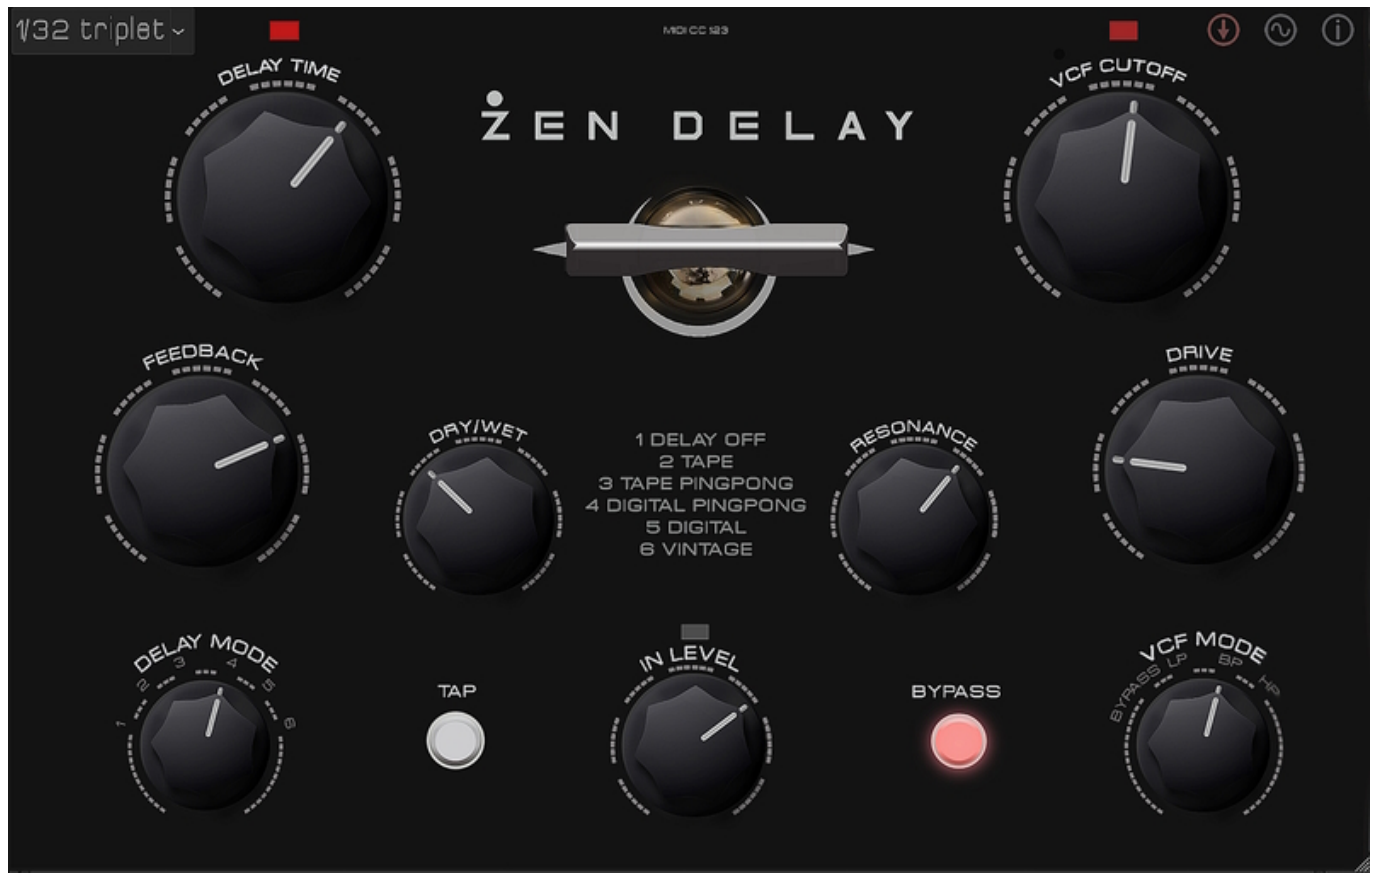 1/32 triplet
MIDI CC 123
DELAY TIME
VCF CUTOFF
ZEN DELAY
FEEDBACK
DRIVE
DRY/WET
RESONANCE
1 DELAY OFF
2 TAPE
3 TAPE PINGPONG
4 DIGITAL PINGPONG
5 DIGITAL
6 VINTAGE
DELAY MODE
1 2 3 4 5 6
TAP
IN LEVEL
BYPASS
VCF MODE
BYPASS LP BP HP